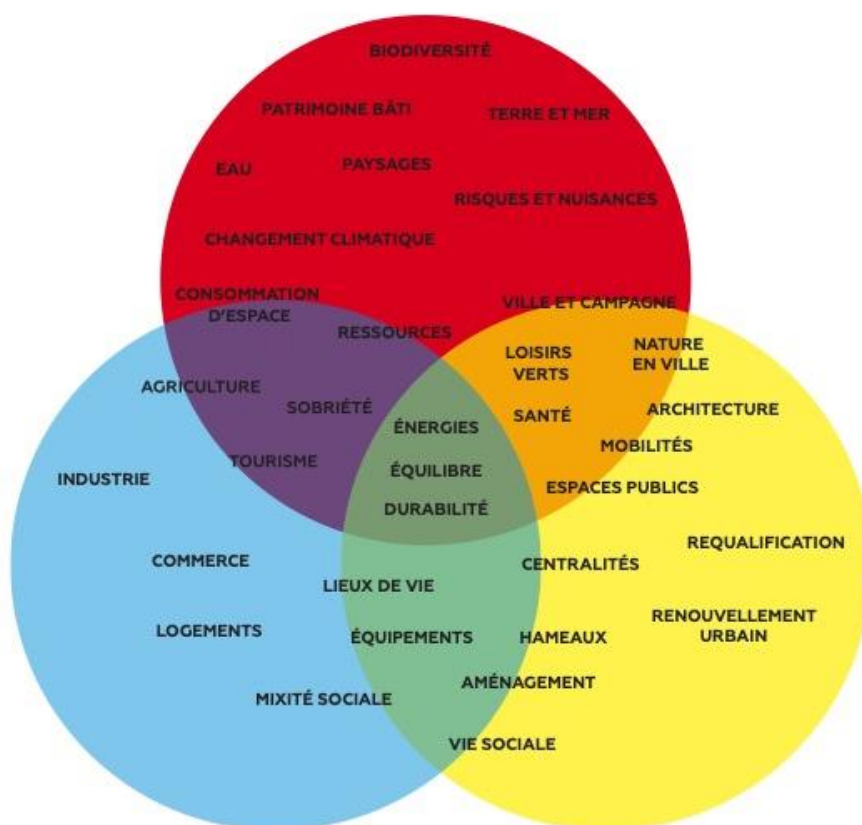 BIODIVERSITÉ
PATRIMOINE BÂTI
TERRE ET MER
EAU
PAYSAGES
RISQUES ET NUISANCES
CHANGEMENT CLIMATIQUE
CONSOMMATION
D'ESPACE
VILLE ET CAMPAGNE
RESSOURCES
LOISIRS
VERTS
NATURE
EN VILLE
AGRICULTURE
SOBRIÉTÉ
SANTÉ
ARCHITECTURE
ÉNERGIES
MOBILITÉS
TOURISME
ÉQUILIBRE
INDUSTRIE
ESPACES PUBLICS
DURABILITÉ
REQUALIFICATION
COMMERCE
CENTRALITÉS
LIEUX DE VIE
RENOUVELLEMENT
URBAIN
LOGEMENTS
ÉQUIPEMENTS
HAMEAUX
AMÉNAGEMENT
MIXITÉ SOCIALE
VIE SOCIALE